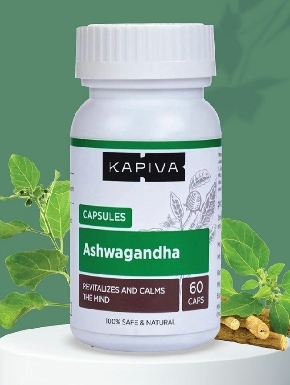 KAPIVA
CAPSULES
Ashwagandha
REVITALIZES AND CALMS
THE MIND
60
CAPS
100% SAFE & NATURAL